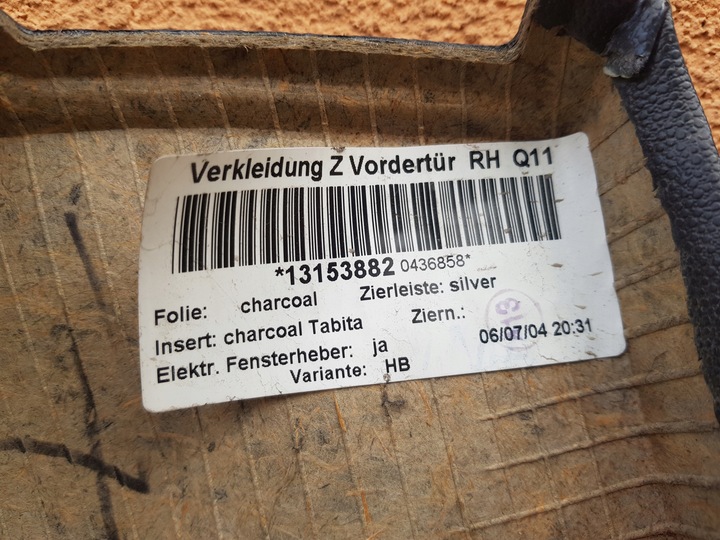 Verkleidung Z Vordertür RH Q11
*13153882 0436858*
Folie: charcoal Zierleiste: silver
Insert: charcoal Tabita Ziern.:
Elektr. Fensterheber: ja 06/07/04 20:31
Variante: HB